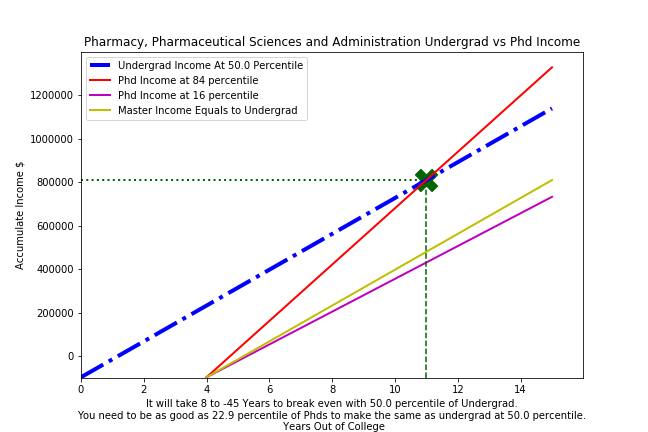 Pharmacy, Pharmaceutical Sciences and Administration Undergrad vs Phd Income
Undergrad Income At 50.0 Percentile
Phd Income at 84 percentile
Phd Income at 16 percentile
Master Income Equals to Undergrad
Accumulate Income $
1200000
1000000
800000
600000
400000
200000
0
0 2 4 6 8 10 12 14
It will take 8 to -45 Years to break even with 50.0 percentile of Undergrad.
You need to be as good as 22.9 percentile of Phds to make the same as undergrad at 50.0 percentile.
Years Out of College